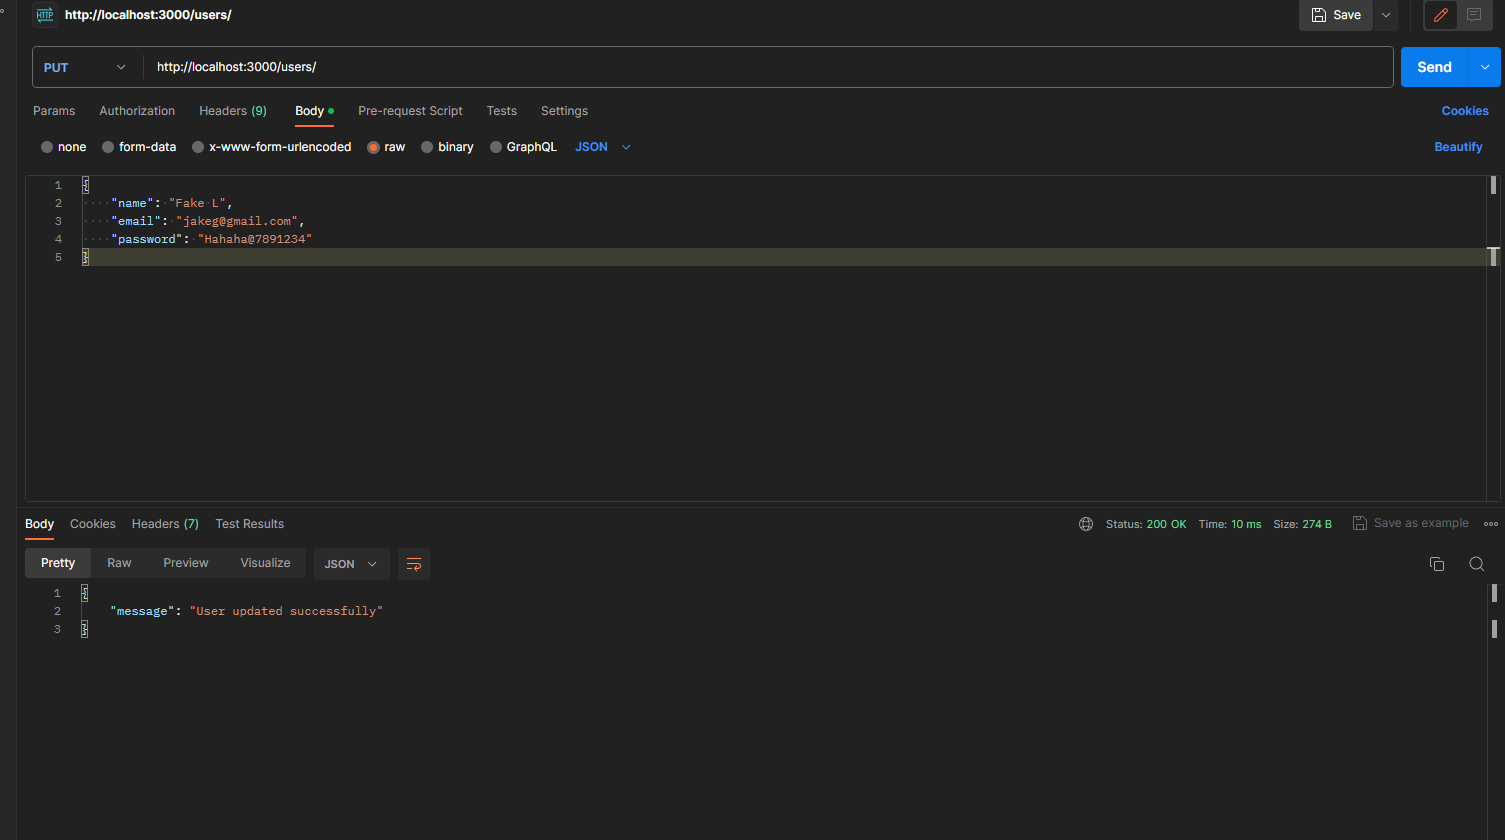 HTTP http://localhost:3000/users/
Save
PUT http://localhost:3000/users/ Send
Params Authorization Headers (9) Body Pre-request Script Tests Settings Cookies
none form-data x-www-form-urlencoded raw binary GraphQL JSON Beautify
1 {
2 "name": "Fake L",
3 "email": "jakeg@gmail.com",
4 "password": "Hahaha@7891234"
5 }
Body Cookies Headers (7) Test Results Status: 200 OK Time: 10 ms Size: 274 B Save as example
Pretty Raw Preview Visualize JSON
1 {
2 "message": "User updated successfully"
3 }